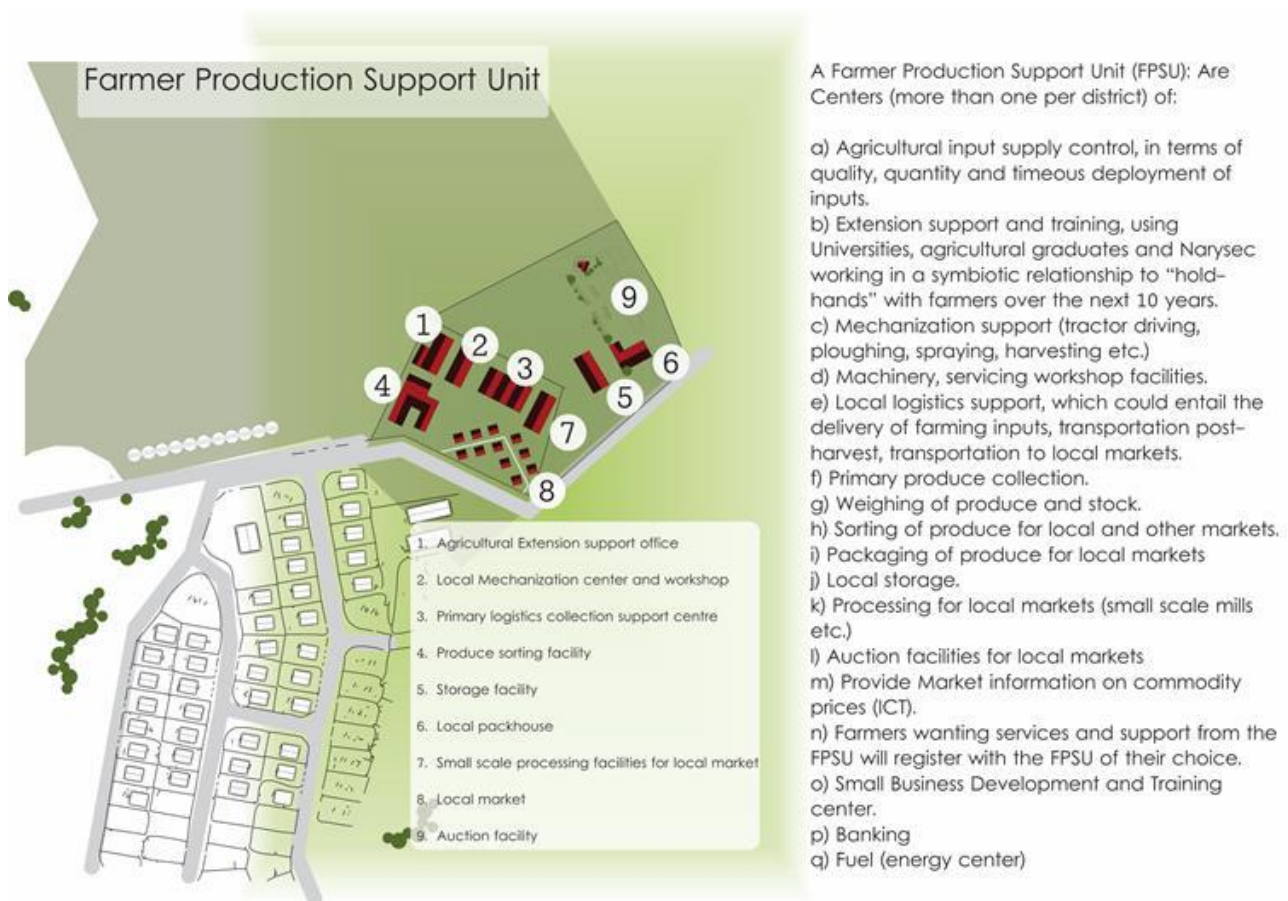 Farmer Production Support Unit
1
2
3
4
5
6
7
8
9
1. Agricultural Extension support office
2. Local Mechanization center and workshop
3. Primary logistics collection support centre
4. Produce sorting facility
5. Storage facility
6. Local packhouse
7. Small scale processing facilities for local market
8. Local market
9. Auction facility
A Farmer Production Support Unit (FPSU): Are
Centers (more than one per district) of:
a) Agricultural input supply control, in terms of
quality, quantity and timeous deployment of
inputs.
b) Extension support and training, using
Universities, agricultural graduates and Narysec
working in a symbiotic relationship to “hold-
hands” with farmers over the next 10 years.
c) Mechanization support (tractor driving,
ploughing, spraying, harvesting etc.)
d) Machinery, servicing workshop facilities.
e) Local logistics support, which could entail the
delivery of farming inputs, transportation post-
harvest, transportation to local markets.
f) Primary produce collection.
g) Weighing of produce and stock.
h) Sorting of produce for local and other markets.
i) Packaging of produce for local markets
j) Local storage.
k) Processing for local markets (small scale mills
etc.)
l) Auction facilities for local markets
m) Provide Market information on commodity
prices (ICT).
n) Farmers wanting services and support from the
FPSU will register with the FPSU of their choice.
o) Small Business Development and Training
center.
p) Banking
q) Fuel (energy center)